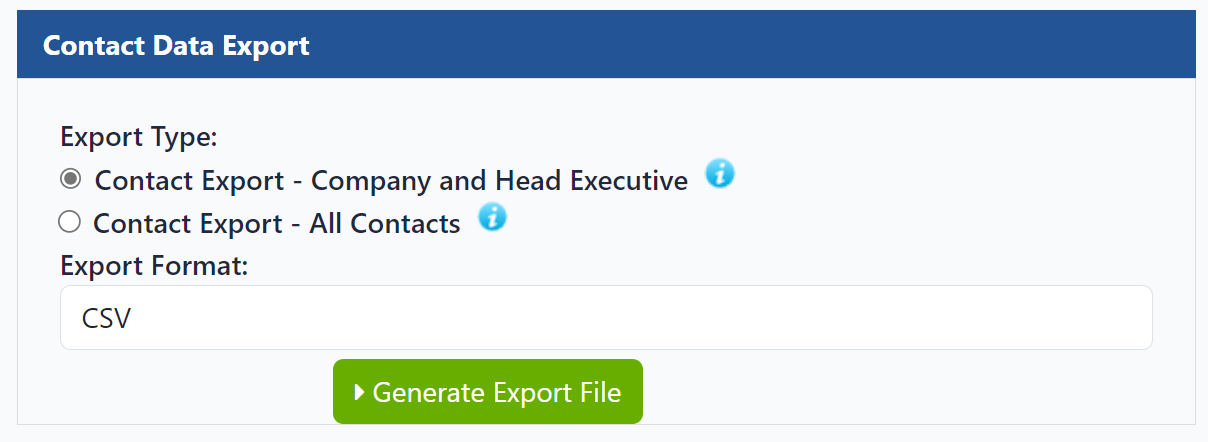 Contact Data Export
Export Type:
Contact Export - Company and Head Executive
Contact Export - All Contacts
Export Format:
CSV
Generate Export File